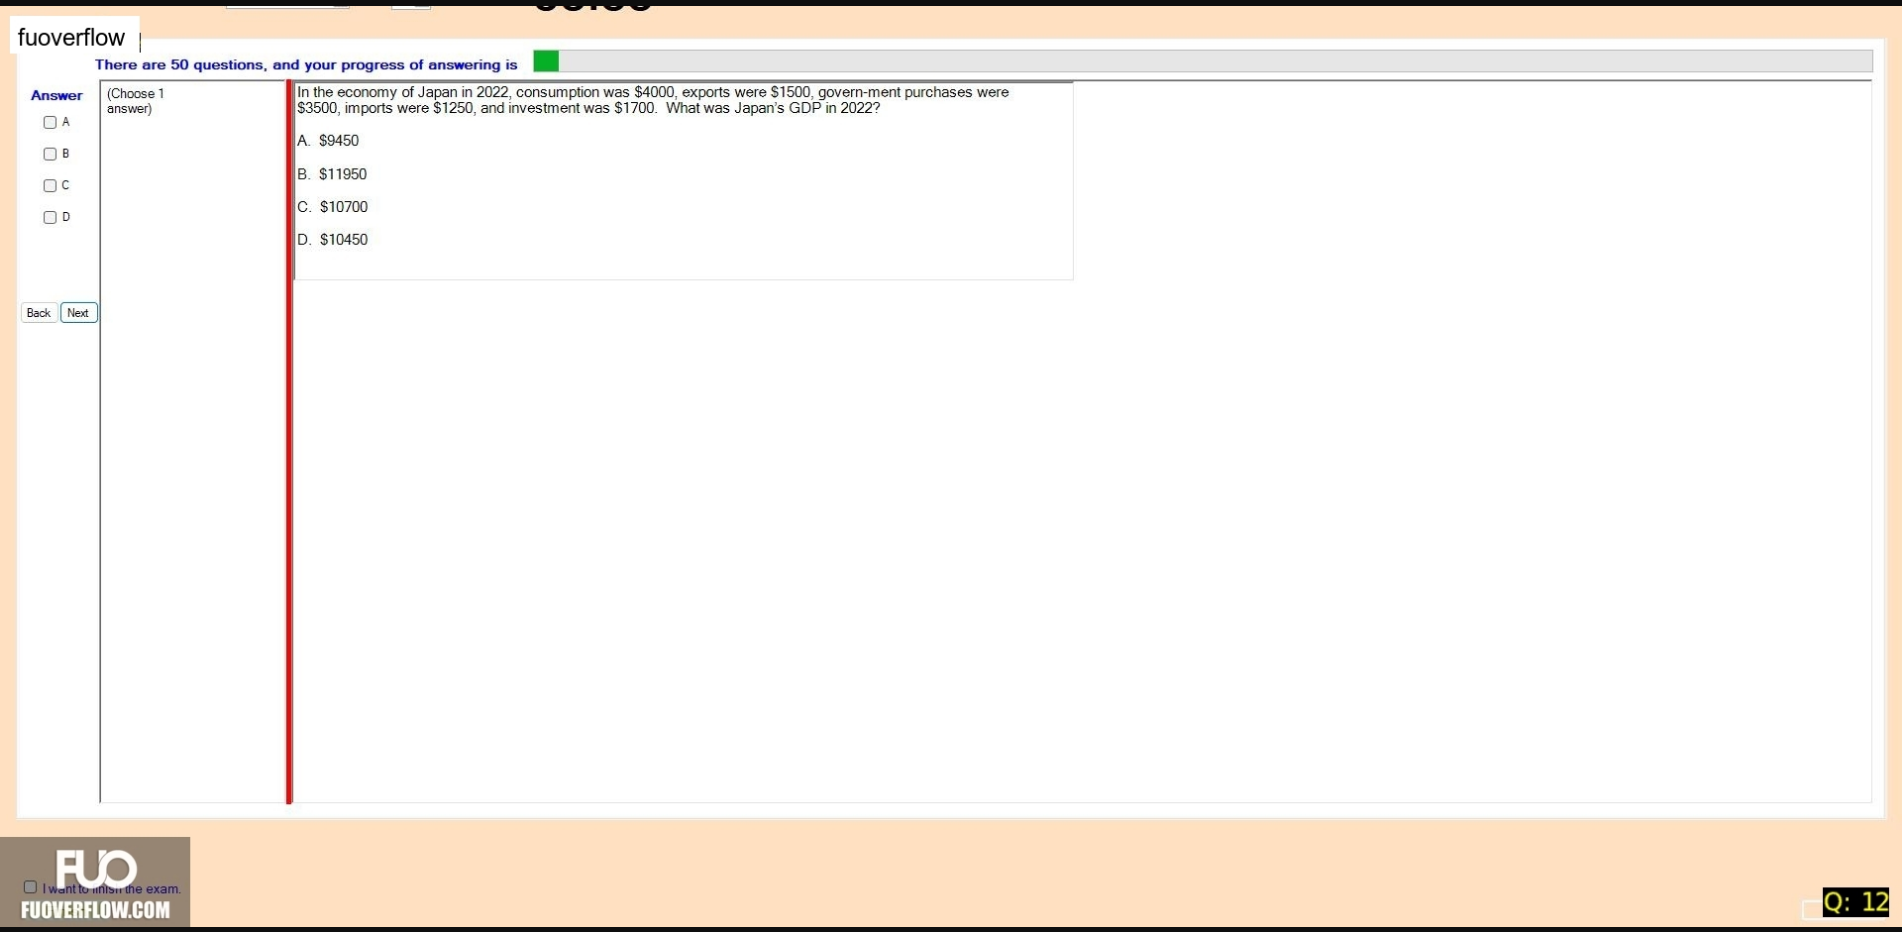 fuoverflow
There are 50 questions, and your progress of answering is
Answer
(Choose 1
answer)
A
B
C
D
Back
Next
In the economy of Japan in 2022, consumption was $4000, exports were $1500, govern-ment purchases were
$3500, imports were $1250, and investment was $1700. What was Japan's GDP in 2022?
A. $9450
B. $11950
C. $10700
D. $10450
FUO
I want to finish the exam.
FUOVERFLOW.COM
Q: 12